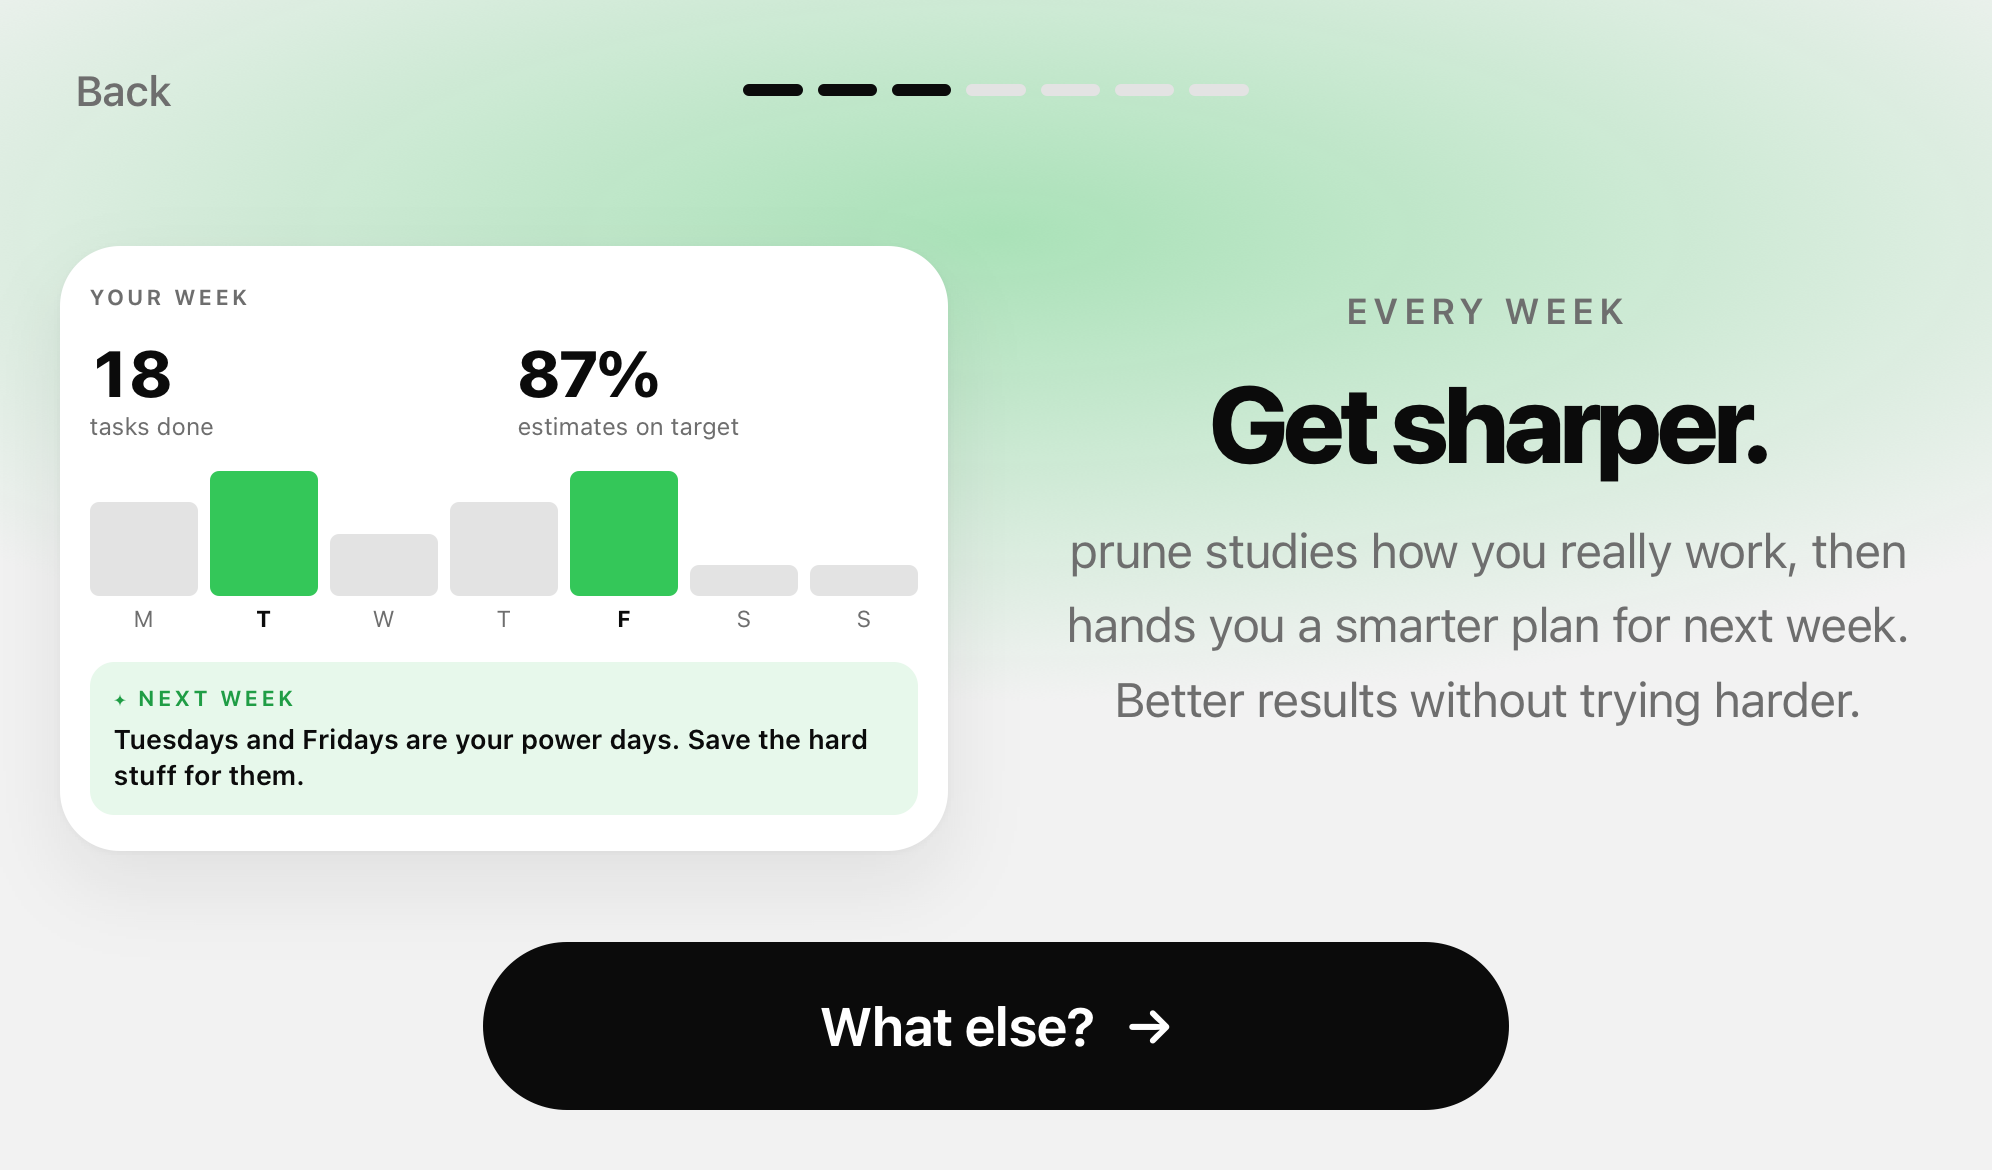 Back
YOUR WEEK
18
tasks done
87%
estimates on target
M T W T F S S
✦ NEXT WEEK
Tuesdays and Fridays are your power days. Save the hard
stuff for them.
EVERY WEEK
Get sharper.
prune studies how you really work, then
hands you a smarter plan for next week.
Better results without trying harder.
What else? →